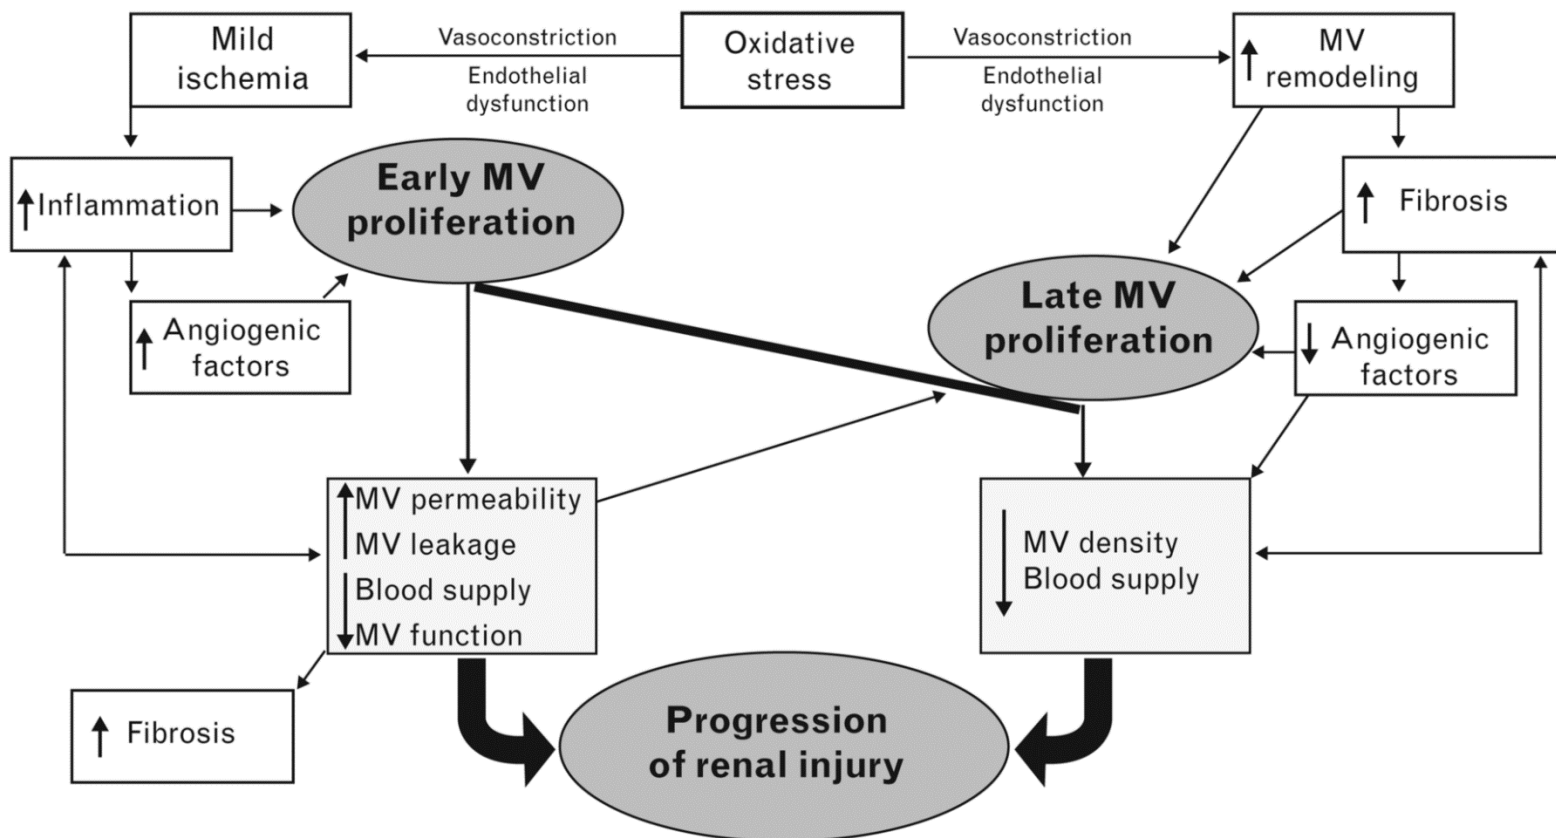 Mild
ischemia
Vasoconstriction
Endothelial
dysfunction
Oxidative
stress
Vasoconstriction
Endothelial
dysfunction
MV
remodeling
Inflammation
Early MV
proliferation
Fibrosis
Angiogenic
factors
Late MV
proliferation
Angiogenic
factors
MV permeability
MV leakage
Blood supply
MV function
MV density
Blood supply
Fibrosis
Progression
of renal injury